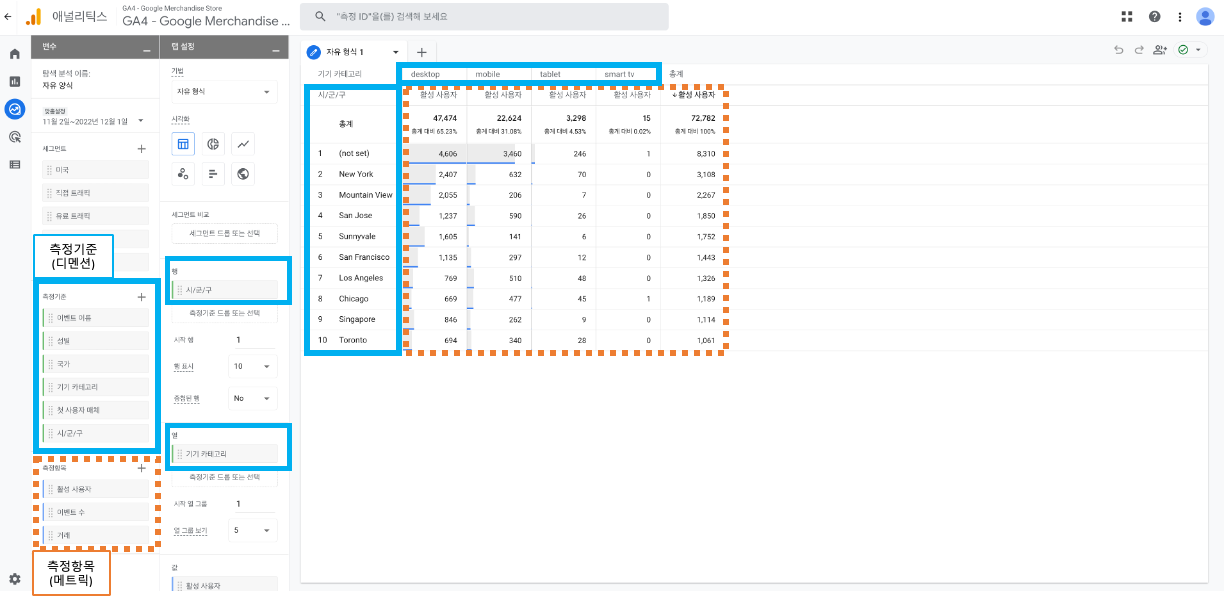 애널리틱스
GA4 - Google Merchandise Store
GA4 - Google Merchandise ...
"측정 ID"을(를) 검색해 보세요
변수
탐색 분석 이름:
자유 양식
맞춤설정
11월 2일~2022년 12월 1일
세그먼트
미국
직접 트래픽
유료 트래픽
측정기준
(디멘션)
측정기준
이벤트 이름
성별
국가
기기 카테고리
첫 사용자 매체
시/군/구
측정항목
활성 사용자
이벤트 수
거래
측정항목
(메트릭)
탭 설정
기법
자유 형식
시각화
세그먼트 비교
세그먼트 드롭 또는 선택
행
시/군/구
측정기준 드롭 또는 선택
시작 행 1
행 표시 10
중첩된 행 No
열
기기 카테고리
측정기준 드롭 또는 선택
시작 열 그룹 1
열 그룹 보기 5
값
활성 사용자
자유 형식 1
기기 카테고리 desktop mobile tablet smart tv 총계
시/군/구 활성 사용자 활성 사용자 활성 사용자 활성 사용자 ↓활성 사용자
총계 47,474 22,624 3,298 15 72,782
총계 대비 65.23% 총계 대비 31.08% 총계 대비 4.53% 총계 대비 0.02% 총계 대비 100%
1 (not set) 4,606 3,460 246 1 8,310
2 New York 2,407 632 70 0 3,108
3 Mountain View 2,055 206 7 0 2,267
4 San Jose 1,237 590 26 0 1,850
5 Sunnyvale 1,605 141 6 0 1,752
6 San Francisco 1,135 297 12 0 1,443
7 Los Angeles 769 510 48 0 1,326
8 Chicago 669 477 45 1 1,189
9 Singapore 846 262 9 0 1,114
10 Toronto 694 340 28 0 1,061